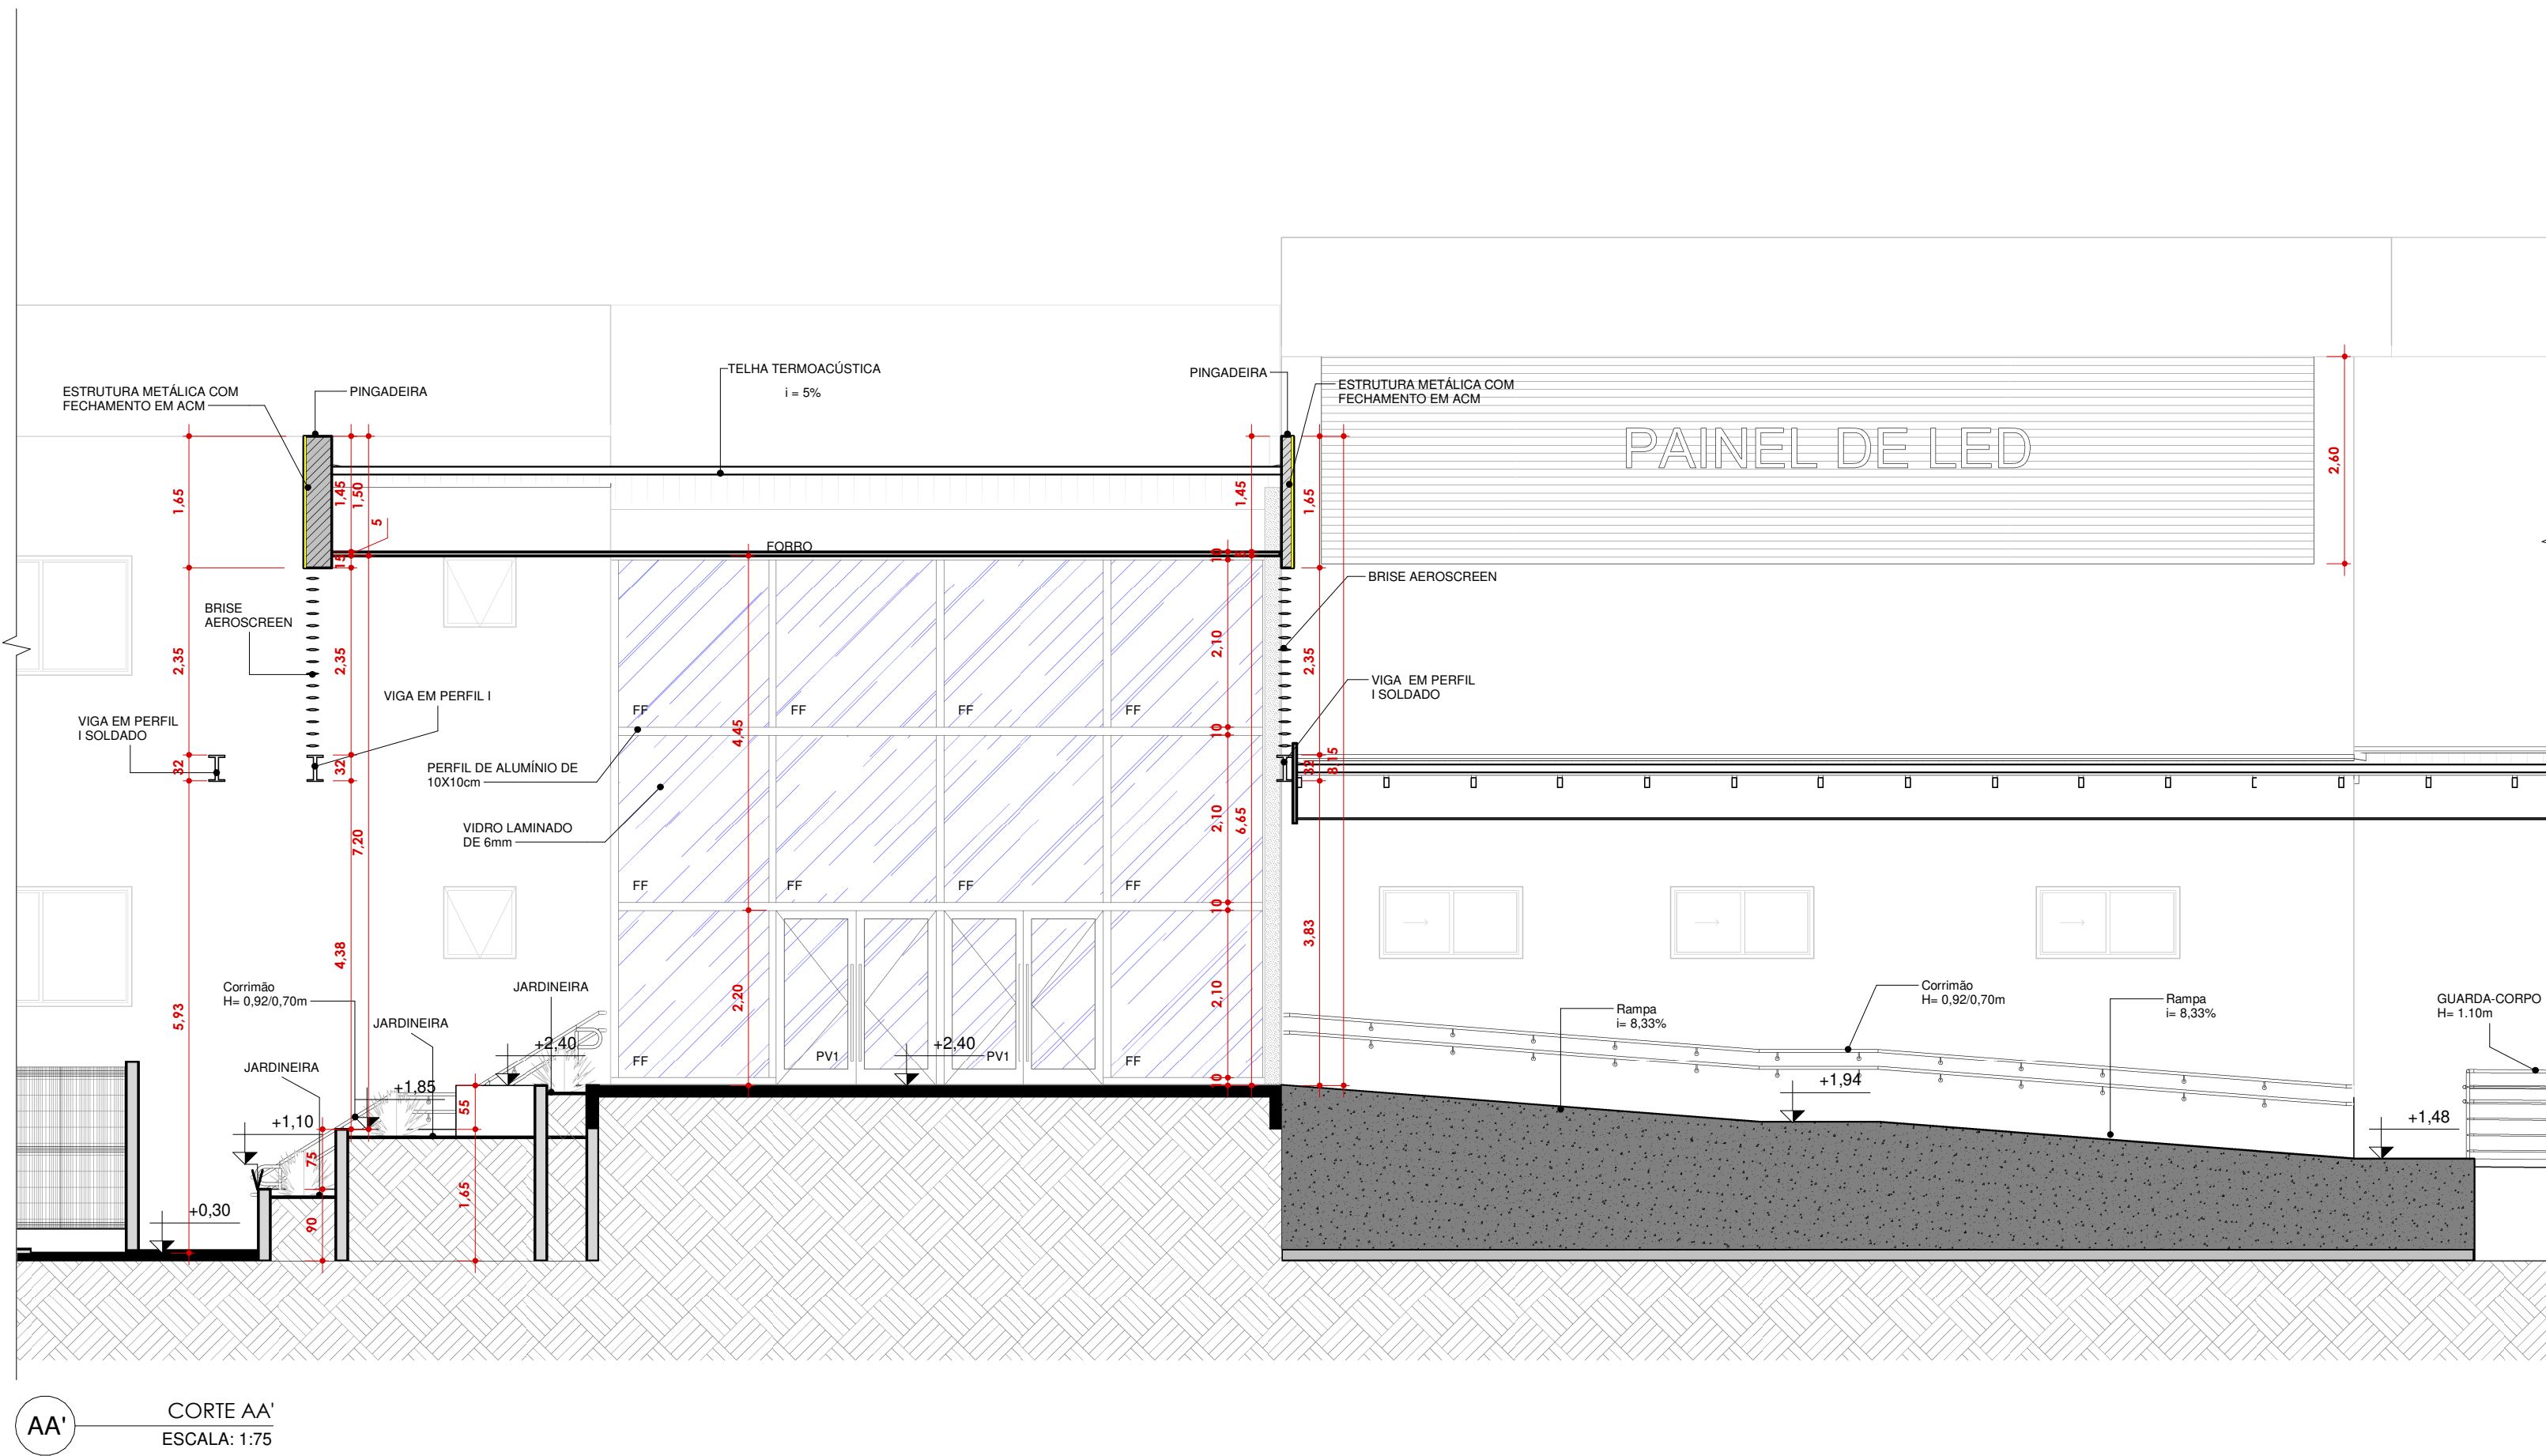 TELHA TERMOACÚSTICA
i = 5%
PINGADEIRA
ESTRUTURA METÁLICA COM
FECHAMENTO EM ACM
PINGADEIRA
ESTRUTURA METÁLICA COM
FECHAMENTO EM ACM
PAINEL DE LED
2,60
1,65
1,45
1,50
5
15
1,45
1,65
FORRO
10
BRISE AEROSCREEN
BRISE
AEROSCREEN
2,35
2,35
2,10
2,35
VIGA EM PERFIL
I SOLDADO
VIGA EM PERFIL I
VIGA EM PERFIL
I SOLDADO
FF
FF
FF
FF
4,45
10
32
32
32
8,15
PERFIL DE ALUMÍNIO DE
10X10cm
VIDRO LAMINADO
DE 6mm
7,20
2,10
6,65
FF
FF
FF
FF
10
4,38
3,83
5,93
2,20
2,10
Corrimão
H= 0,92/0,70m
JARDINEIRA
JARDINEIRA
JARDINEIRA
Corrimão
H= 0,92/0,70m
Rampa
i= 8,33%
Rampa
i= 8,33%
GUARDA-CORPO
H= 1.10m
+2,40
+2,40
FF
PV1
PV1
FF
10
+1,85
+1,94
55
+1,10
+1,48
75
1,65
+0,30
90
AA'
CORTE AA'
ESCALA: 1:75